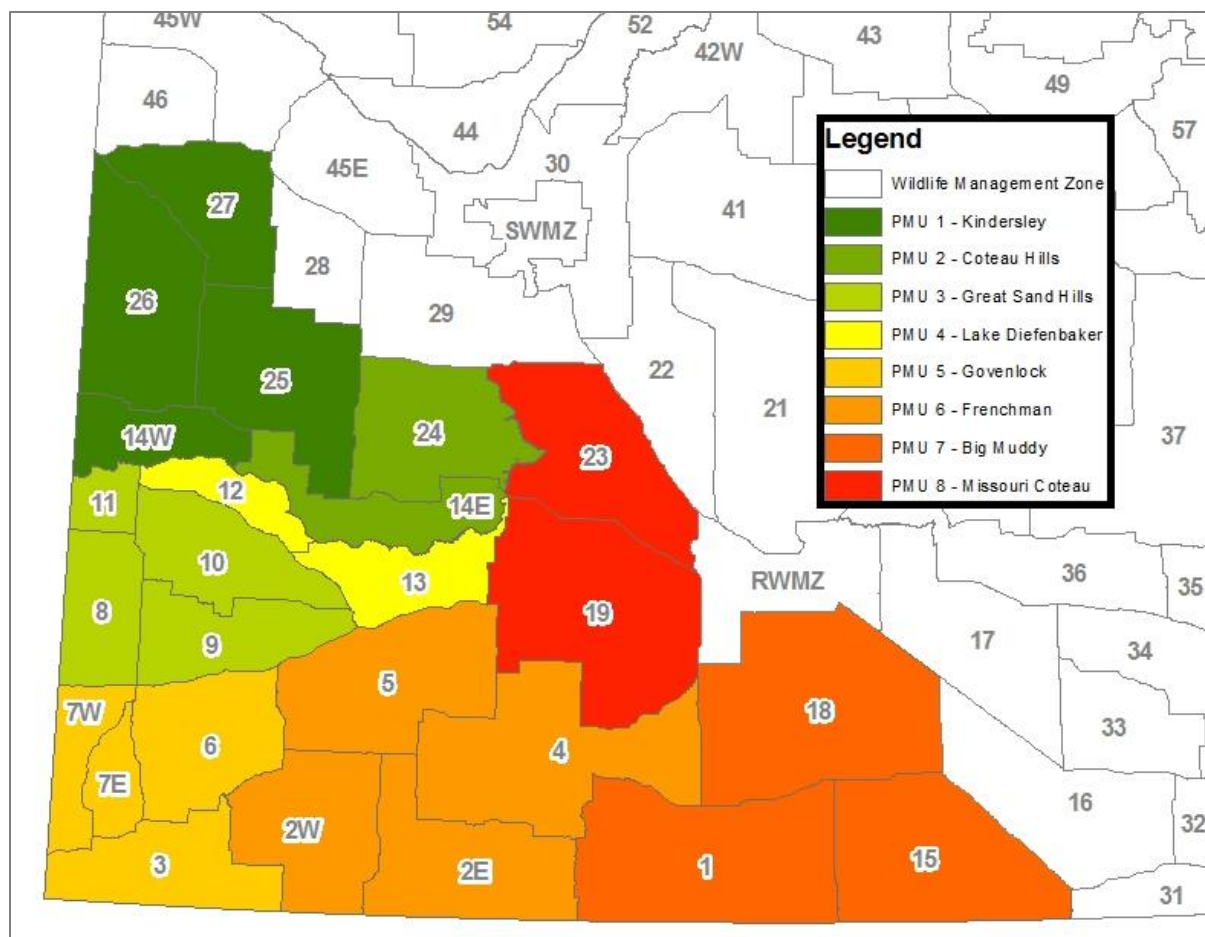 45W
54
52
42W
43
49
46
57
44
30
45E
41
27
SWMZ
28
26
29
22
21
25
37
24
14W
23
11
12
14E
10
13
RWMZ
36
35
8
19
17
9
34
5
7W
18
33
6
4
7E
16
2W
32
3
2E
1
15
31
Legend
Wildlife Management Zone
PMU 1 - Kindersley
PMU 2 - Coteau Hills
PMU 3 - Great Sand Hills
PMU 4 - Lake Diefenbaker
PMU 5 - Govenlock
PMU 6 - Frenchman
PMU 7 - Big Muddy
PMU 8 - Missouri Coteau